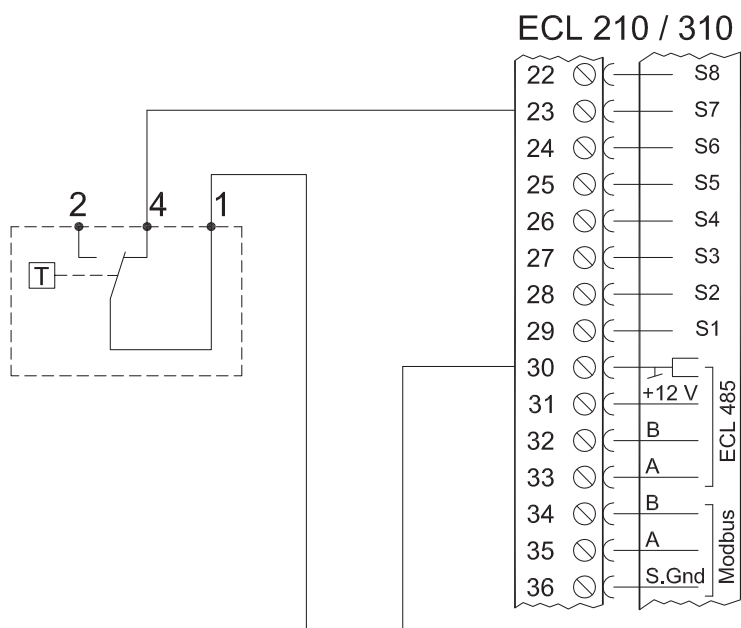 ECL 210 / 310
22 S8
23 S7
24 S6
25 S5
26 S4
27 S3
28 S2
29 S1
30
31 +12 V
32 B
33 A
ECL 485
34 B
35 A
36 S.Gnd
Modbus
2 4 1
T